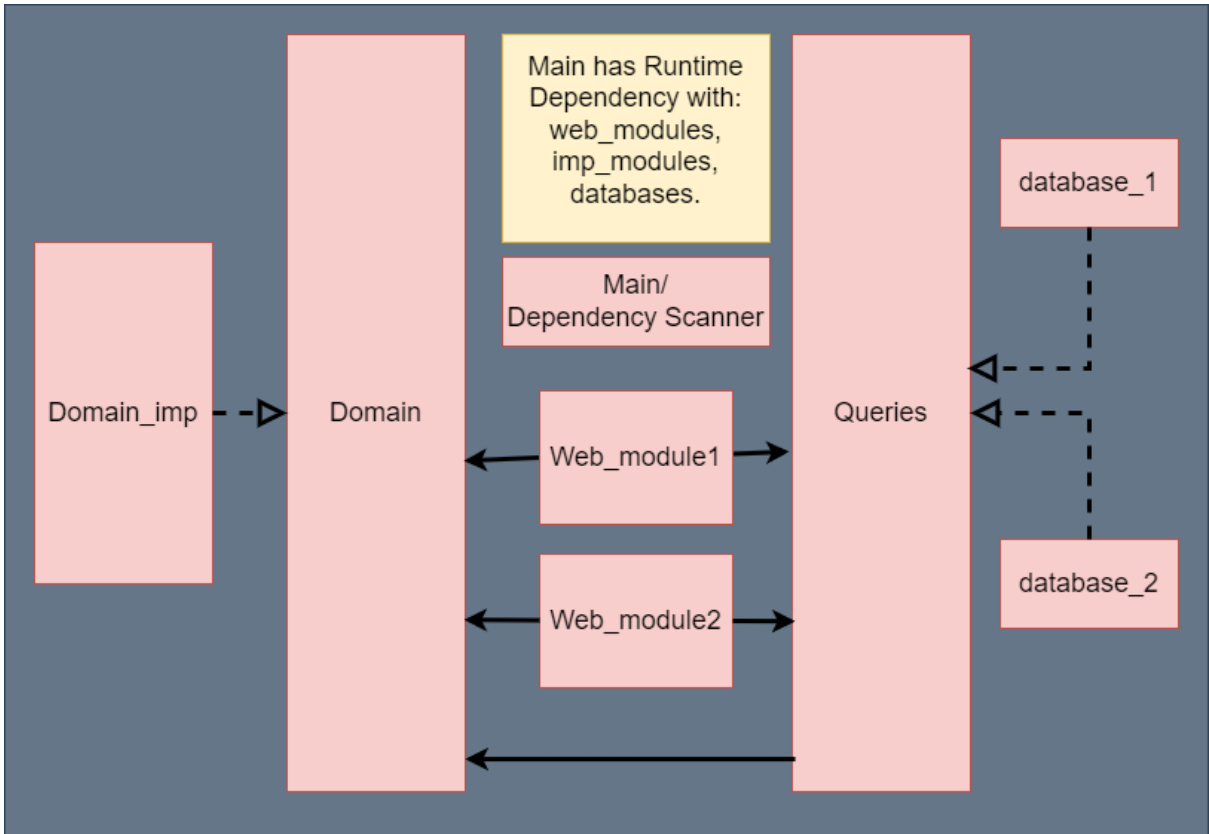 Main has Runtime
Dependency with:
web_modules,
imp_modules,
databases.
Main/
Dependency Scanner
Domain_imp
Domain
Queries
database_1
Web_module1
Web_module2
database_2